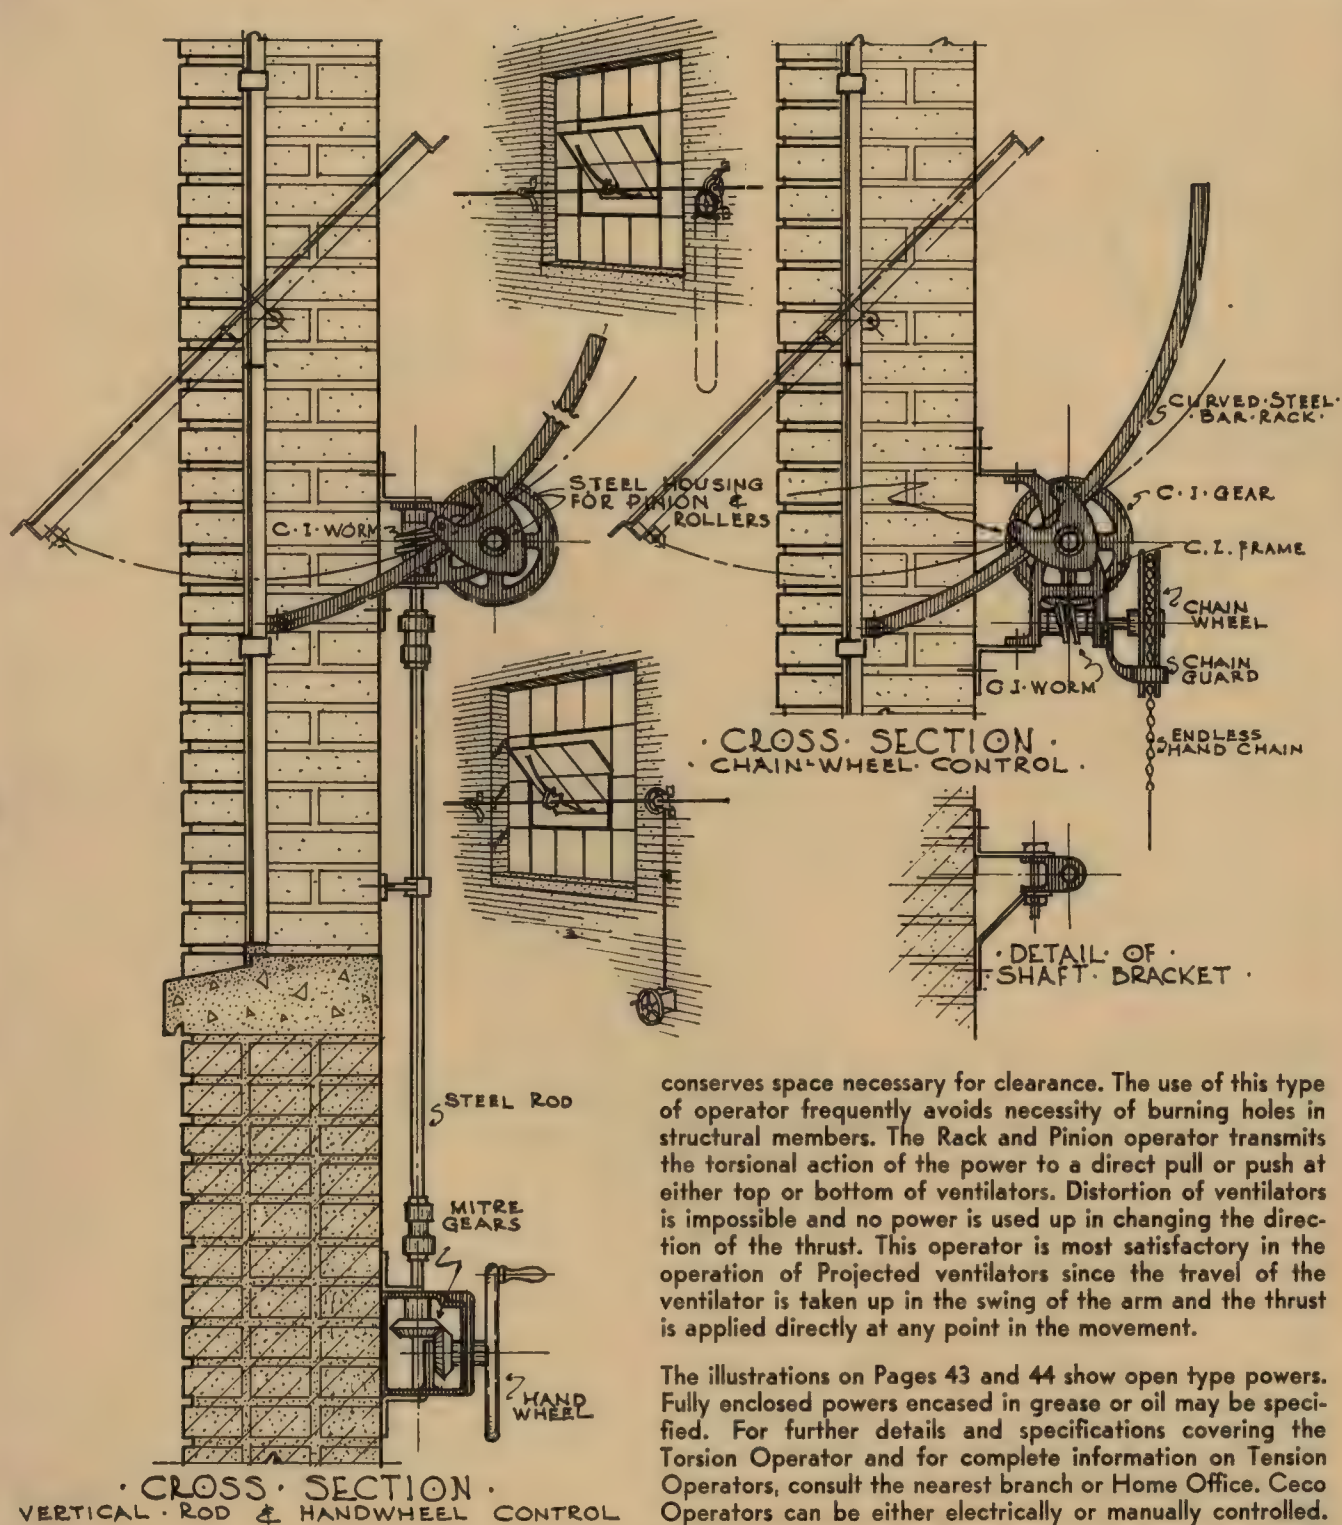 STEEL HOUSING
FOR PINION &
ROLLERS
C·I·WORM
CURVED·STEEL·
·BAR·RACK·
C·I·GEAR
C.I. FRAME
CHAIN
WHEEL
CHAIN
GUARD
C I·WORM
ENDLESS
HAND CHAIN
·CROSS· SECTION·
·CHAIN-WHEEL· CONTROL·
·DETAIL· OF·
·SHAFT· BRACKET·
STEEL ROD
MITRE
GEARS
HAND
WHEEL
·CROSS· SECTION·
VERTICAL · ROD & HANDWHEEL CONTROL
conserves space necessary for clearance. The use of this type
of operator frequently avoids necessity of burning holes in
structural members. The Rack and Pinion operator transmits
the torsional action of the power to a direct pull or push at
either top or bottom of ventilators. Distortion of ventilators
is impossible and no power is used up in changing the direc-
tion of the thrust. This operator is most satisfactory in the
operation of Projected ventilators since the travel of the
ventilator is taken up in the swing of the arm and the thrust
is applied directly at any point in the movement.
The illustrations on Pages 43 and 44 show open type powers.
Fully enclosed powers encased in grease or oil may be speci-
fied. For further details and specifications covering the
Torsion Operator and for complete information on Tension
Operators, consult the nearest branch or Home Office. Ceco
Operators can be either electrically or manually controlled.